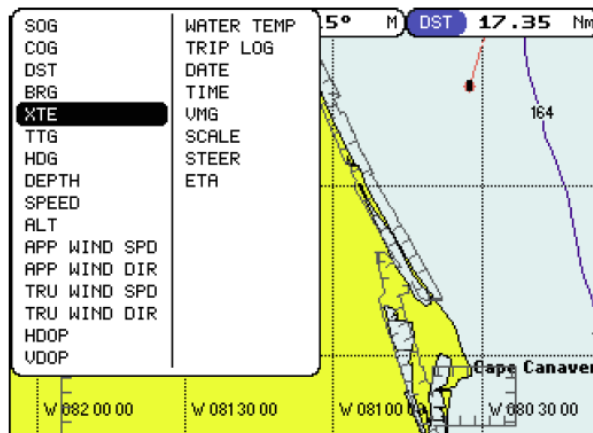 SOG
COG
DST
BRG
XTE
TTG
HDG
DEPTH
SPEED
ALT
APP WIND SPD
APP WIND DIR
TRU WIND SPD
TRU WIND DIR
HDOP
VDOP
WATER TEMP
TRIP LOG
DATE
TIME
VMG
SCALE
STEER
ETA
5° M DST 17.35 Nm
164
Cape Canaver
W 082 00 00 W 081 30 00 W 081 00 W 080 30 00